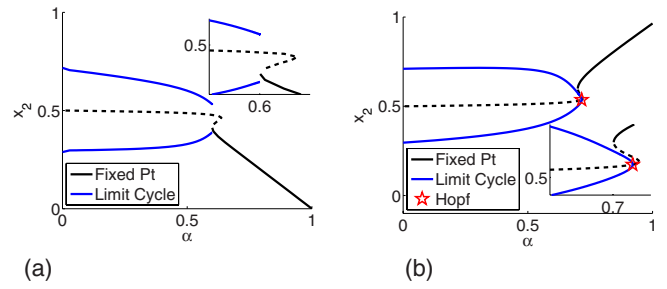 1
0.5
0
x₂
0
0.5
1
α
0.5
0.6
Fixed Pt
Limit Cycle
(a)
1
0.5
0
x₂
0
0.5
1
α
0.5
0.7
Fixed Pt
Limit Cycle
Hopf
(b)